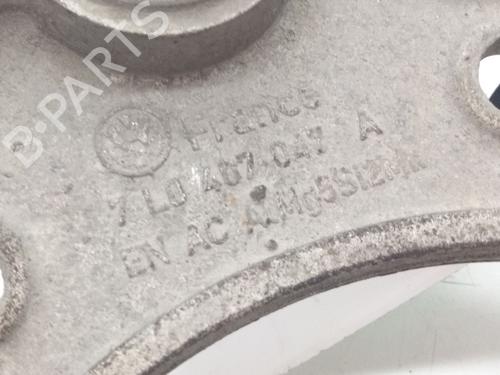 B-PARTS
France
7L0 407 047 A
EN AC AlMg5Si2Mn